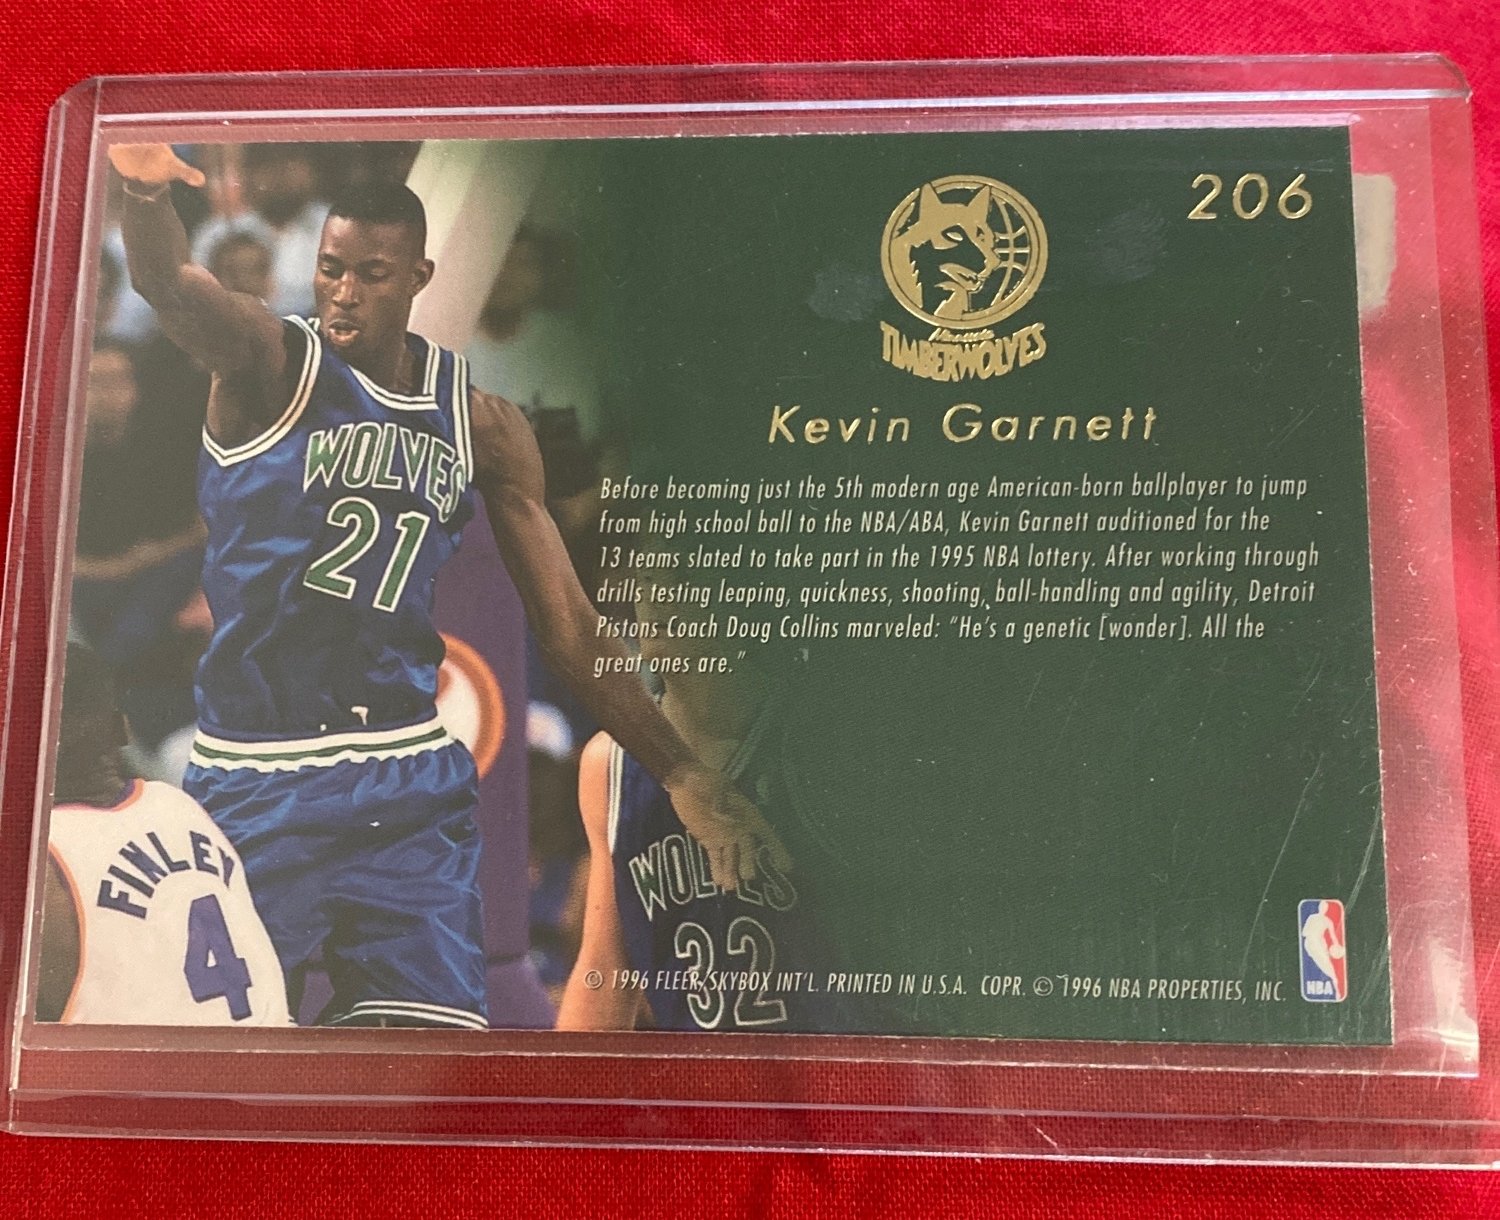 206
TIMBERWOLVES
Kevin Garnett
Before becoming just the 5th modern age American-born ballplayer to jump
from high school ball to the NBA/ABA, Kevin Garnett auditioned for the
13 teams slated to take part in the 1995 NBA lottery. After working through
drills testing leaping, quickness, shooting, ball-handling and agility, Detroit
Pistons Coach Doug Collins marveled: "He's a genetic [wonder]. All the
great ones are."
WOLVES
21
FINLEY
4
WOLVES
32
© 1996 FLEER/SKYBOX INT'L. PRINTED IN U.S.A. COPR. © 1996 NBA PROPERTIES, INC.
NBA